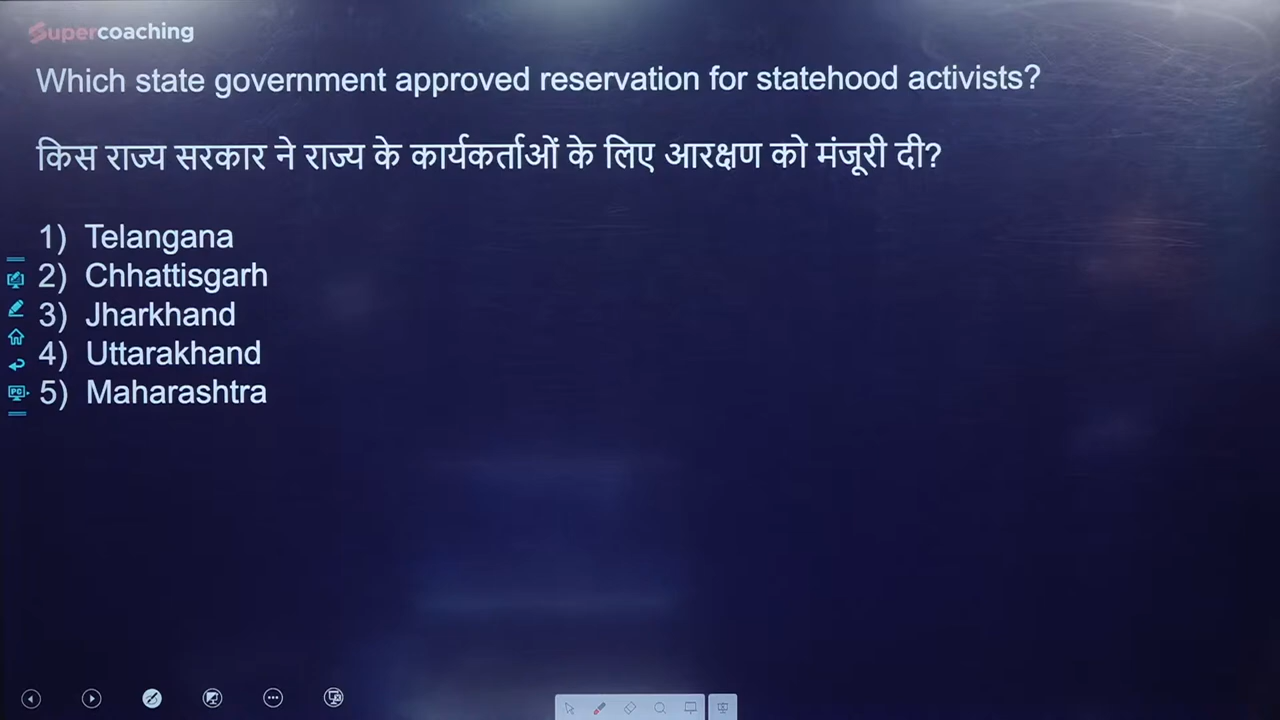 Supercoaching
Which state government approved reservation for statehood activists?
किस राज्य सरकार ने राज्य के कार्यकर्ताओं के लिए आरक्षण को मंजूरी दी?
1) Telangana
2) Chhattisgarh
3) Jharkhand
4) Uttarakhand
5) Maharashtra
PC